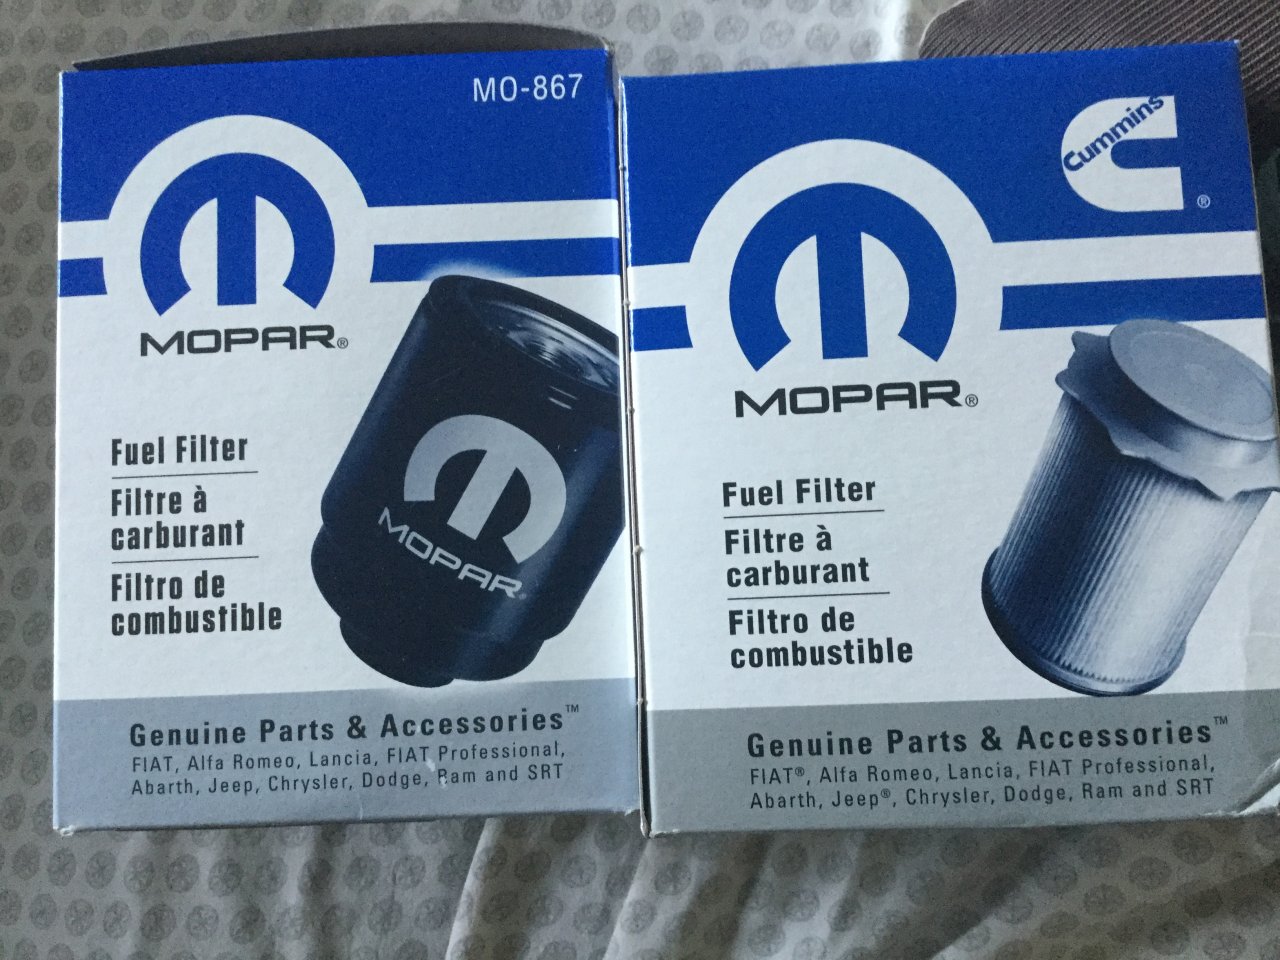 MO-867
MOPAR®
Fuel Filter
Filtre à
carburant
Filtro de
combustible
MOPAR®
Genuine Parts & Accessories™
FIAT, Alfa Romeo, Lancia, FIAT Professional,
Abarth, Jeep, Chrysler, Dodge, Ram and SRT
Cummins
®
MOPAR®
Fuel Filter
Filtre à
carburant
Filtro de
combustible
Genuine Parts & Accessories™
FIAT®, Alfa Romeo, Lancia, FIAT Professional,
Abarth, Jeep®, Chrysler, Dodge, Ram and SRT